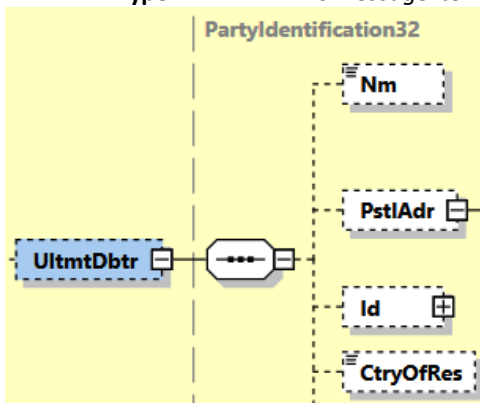 PartyIdentification32
Nm
PstlAdr
UltmtDbtr
Id
CtryOfRes